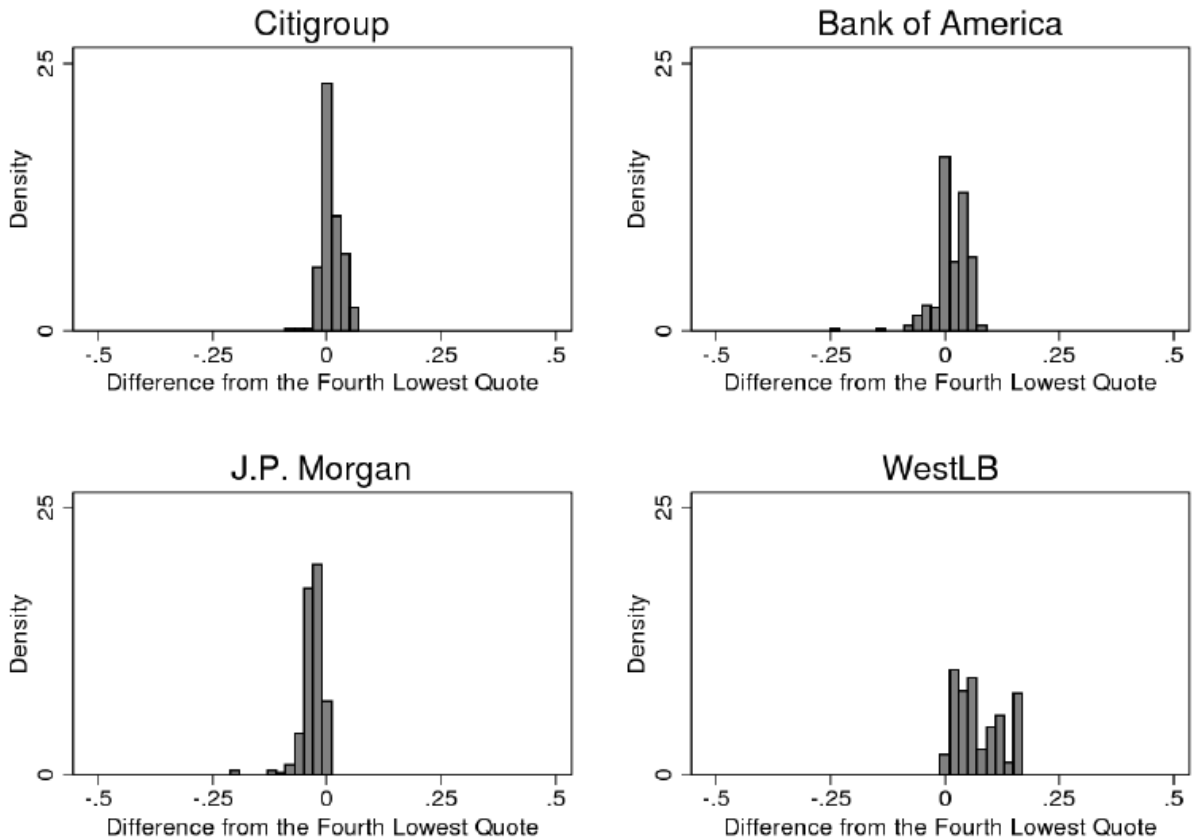 Citigroup
25
Density
0
-.5 -.25 0 .25 .5
Difference from the Fourth Lowest Quote
Bank of America
25
Density
0
-.5 -.25 0 .25 .5
Difference from the Fourth Lowest Quote
J.P. Morgan
25
Density
0
-.5 -.25 0 .25 .5
Difference from the Fourth Lowest Quote
WestLB
25
Density
0
-.5 -.25 0 .25 .5
Difference from the Fourth Lowest Quote